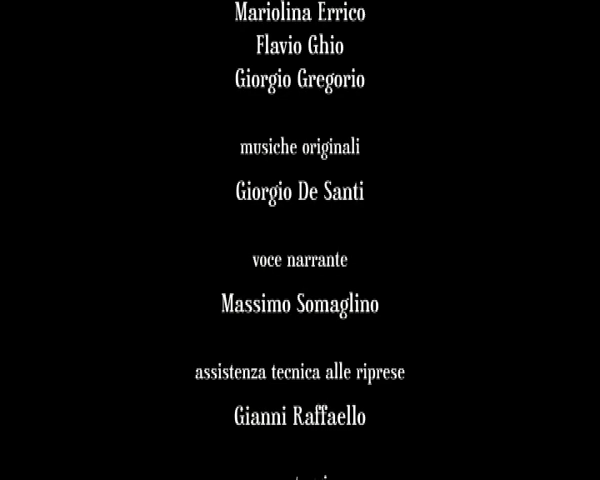 Mariolina Errico
Flavio Ghio
Giorgio Gregorio
musiche originali
Giorgio De Santi
voce narrante
Massimo Somaglino
assistenza tecnica alle riprese
Gianni Raffaello